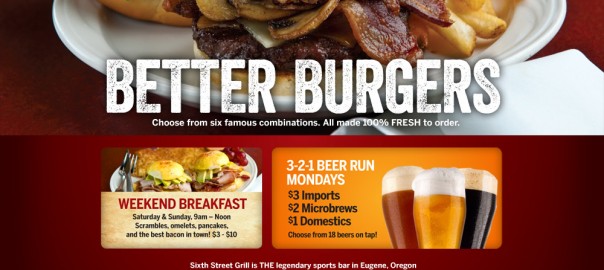 BETTER BURGERS
Choose from six famous combinations. All made 100% FRESH to order.
WEEKEND BREAKFAST
Saturday & Sunday, 9am – Noon
Scrambles, omelets, pancakes,
and the best bacon in town! $3 - $10
3-2-1 BEER RUN
MONDAYS
$3 Imports
$2 Microbrews
$1 Domestics
Choose from 18 beers on tap!
Sixth Street Grill is THE legendary sports bar in Eugene, Oregon